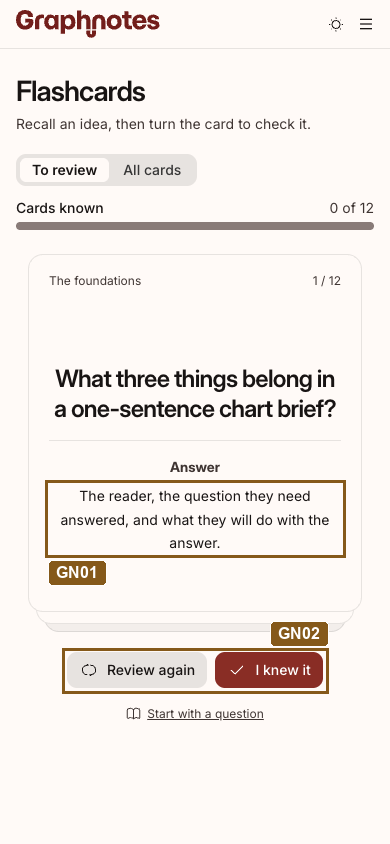 Graphnotes
Flashcards
Recall an idea, then turn the card to check it.
To review All cards
Cards known 0 of 12
The foundations 1 / 12
What three things belong in
a one-sentence chart brief?
Answer
The reader, the question they need
answered, and what they will do with the
answer.
GN01
GN02
Review again I knew it
Start with a question